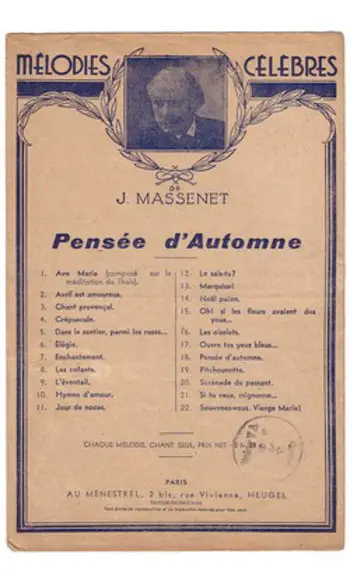 MÉLODIES CÉLÈBRES
DE
J. MASSENET
Pensée d'Automne
1. Ave Maria (composé sur la
méditation de Thaïs).
2. Avril est amoureux.
3. Chant provençal.
4. Crépuscule.
5. Dans le sentier, parmi les roses...
6. Élégie.
7. Enchantement.
8. Les enfants.
9. L'éventail.
10. Hymne d'amour.
11. Jour de noces.
12. Le sais-tu?
13. Marquise!
14. Noël païen.
15. Oh! si les fleurs avaient des
yeux...
16. Les oiselets.
17. Ouvre tes yeux bleus...
18. Pensée d'automne.
19. Pitchounette.
20. Sérénade du passant.
21. Si tu veux, mignonne...
22. Souvenez-vous, Vierge Marie!
CHAQUE MÉLODIE, CHANT SEUL, PRIX NET
PARIS
AU MÉNESTREL, 2 bis, rue Vivienne, HEUGEL